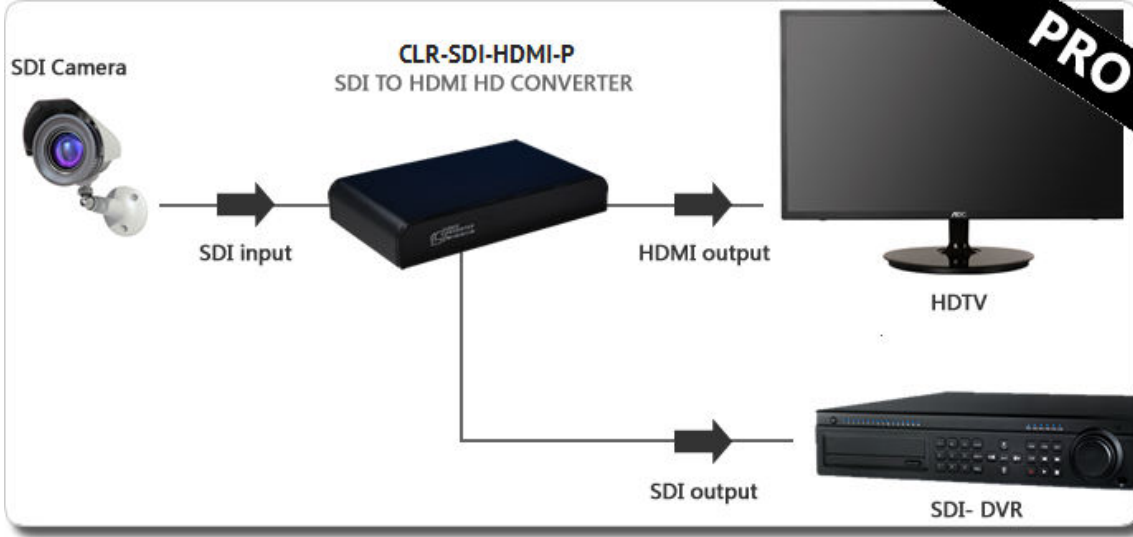 PRO
CLR-SDI-HDMI-P
SDI TO HDMI HD CONVERTER
SDI Camera
SDI input
HDMI output
AOC
HDTV
SDI output
SDI- DVR